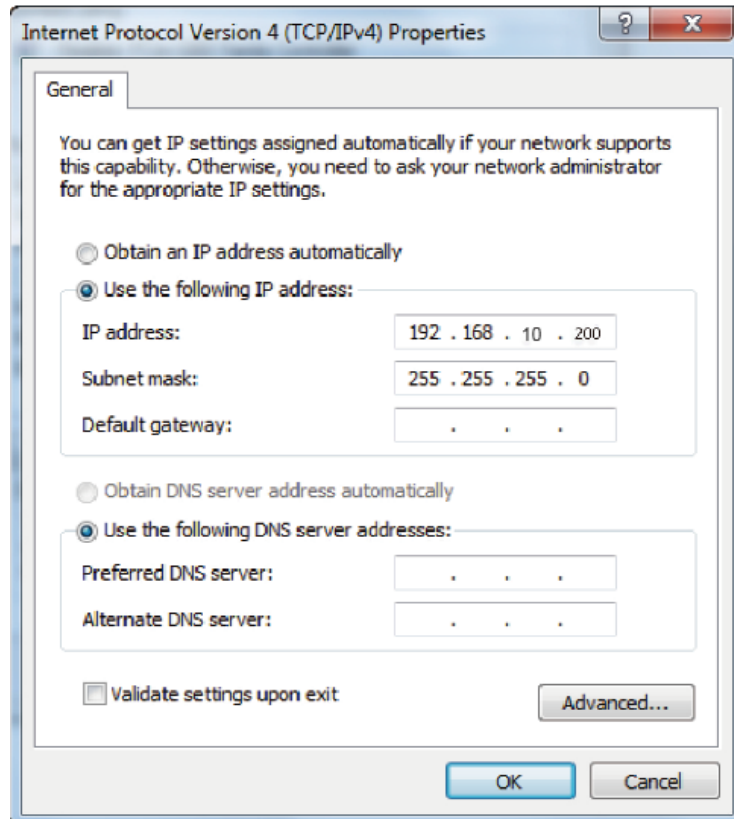 Internet Protocol Version 4 (TCP/IPv4) Properties
?
X
General
You can get IP settings assigned automatically if your network supports
this capability. Otherwise, you need to ask your network administrator
for the appropriate IP settings.
Obtain an IP address automatically
Use the following IP address:
IP address: 192 . 168 . 10 . 200
Subnet mask: 255 . 255 . 255 . 0
Default gateway: . . .
Obtain DNS server address automatically
Use the following DNS server addresses:
Preferred DNS server: . . .
Alternate DNS server: . . .
Validate settings upon exit
Advanced...
OK Cancel